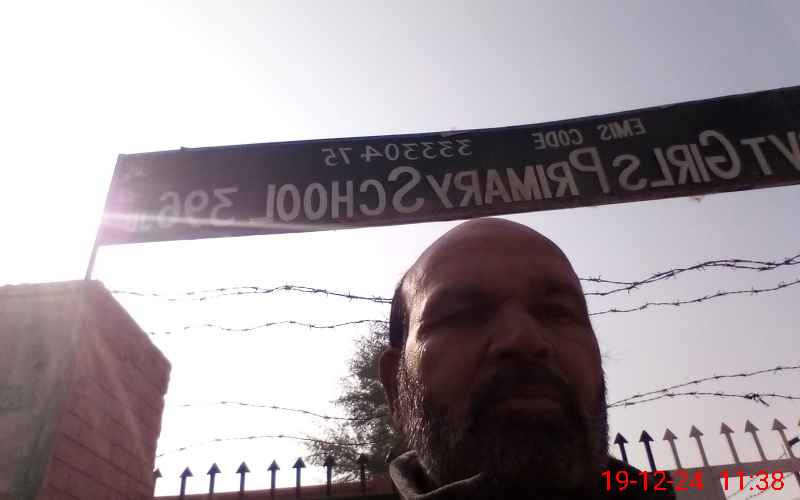 EMIS CODE 33330475
VT GIRLS PRIMARY SCHOOL 396
19-12-24 11:38